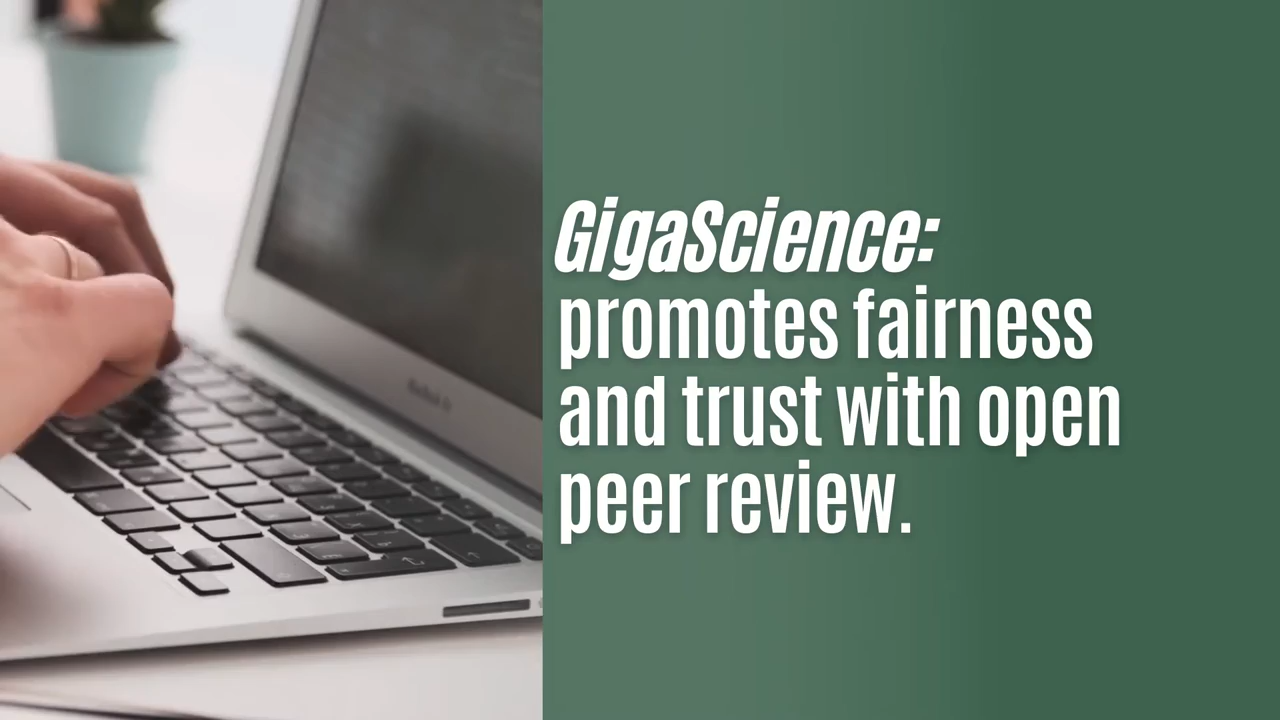 GigaScience:
promotes fairness
and trust with open
peer review.